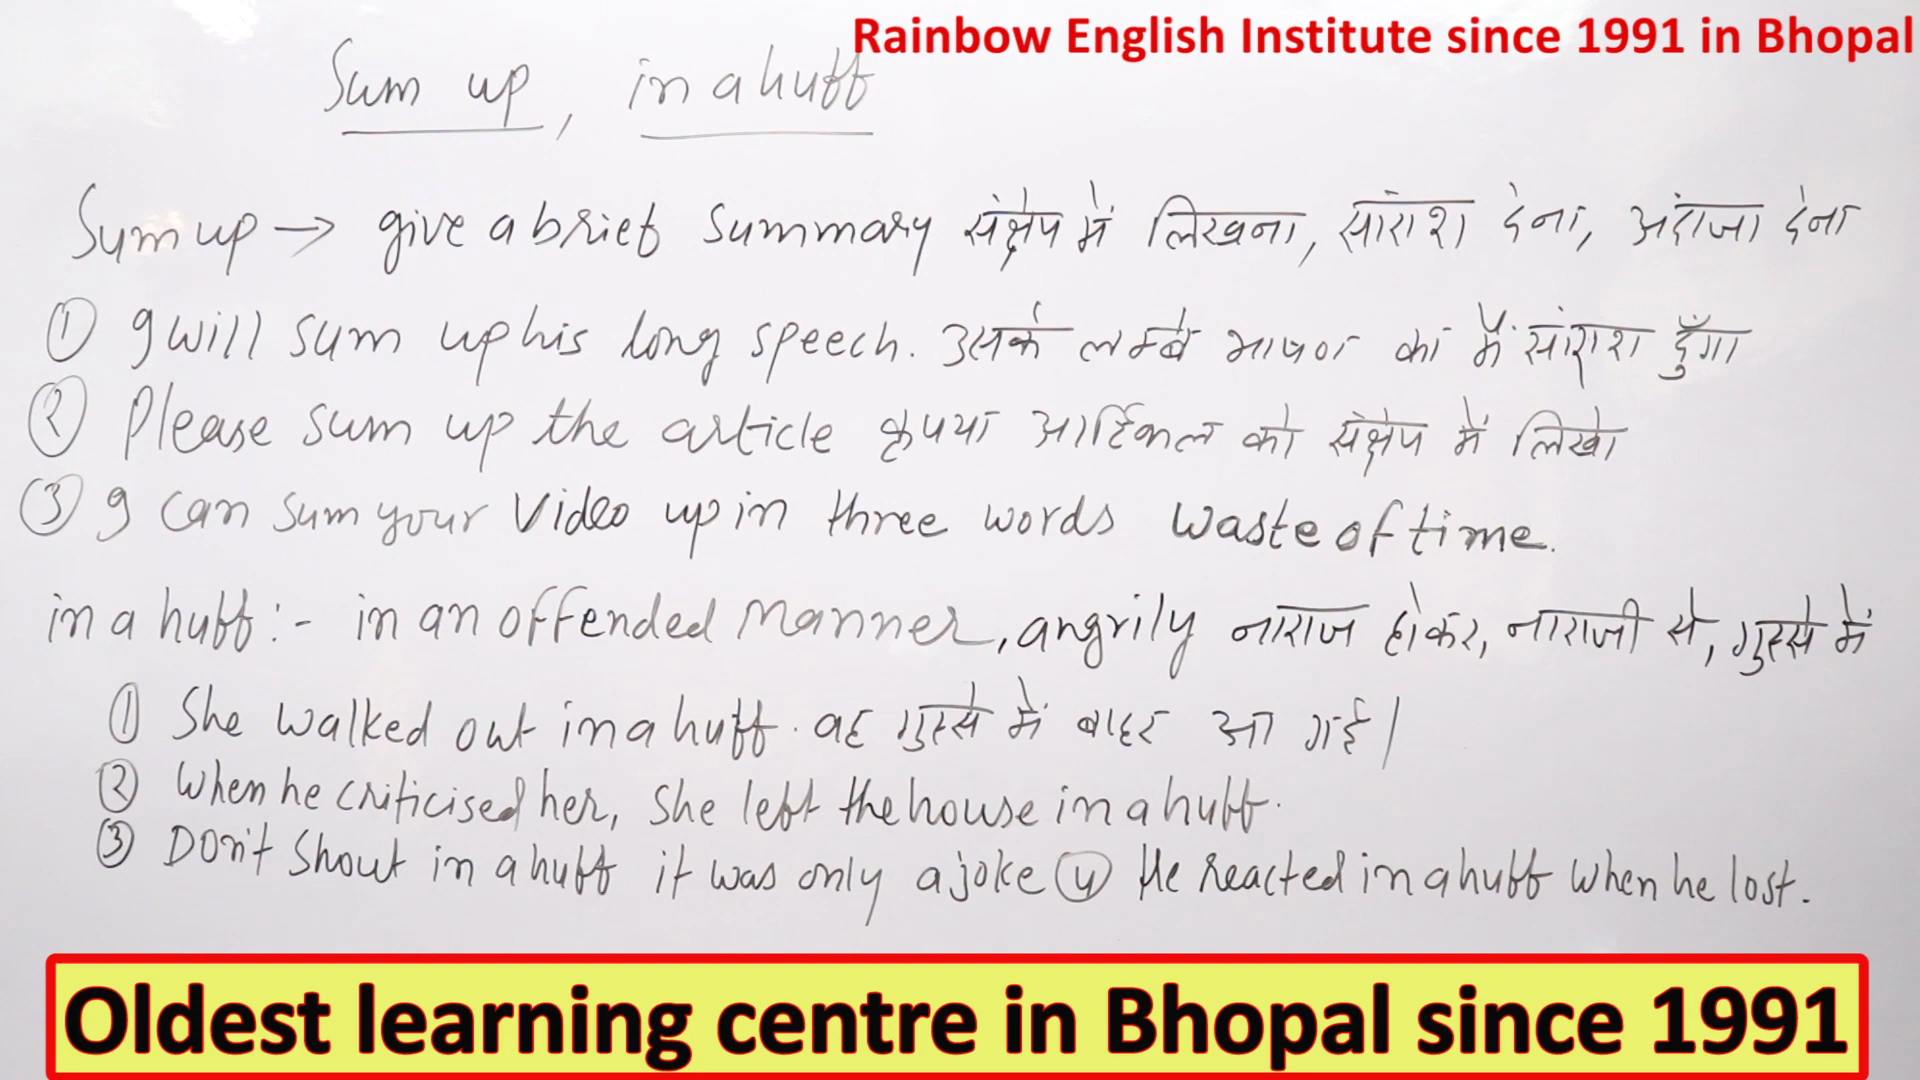 Rainbow English Institute since 1991 in Bhopal
Sum up, in a huff
Sum up → give a brief summary संक्षेप में लिखना, सांराश देना, अंदाजा देना
① I will sum up his long speech. उसके लम्बे भाषण का मैं सांराश दूँगा
② Please sum up the article कृपया आर्टिकल को संक्षेप में लिखे
③ I can sum your video up in three words waste of time.
in a huff :- in an offended manner, angrily नाराज होकर, नाराजी से, गुस्से में
① She walked out in a huff. वह गुस्से में बाहर आ गई|
② When he criticised her, She left the house in a huff.
③ Don't Shout in a huff it was only a joke ④ He reacted in a huff when he lost.
Oldest learning centre in Bhopal since 1991